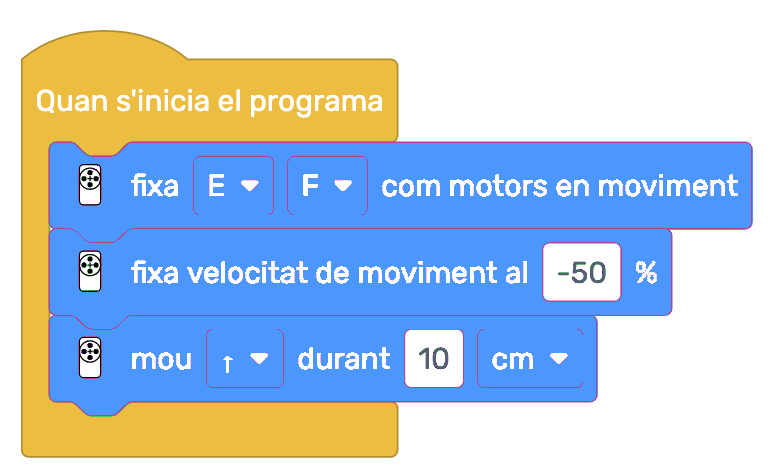 Quan s'inicia el programa
fixa E F com motors en moviment
fixa velocitat de moviment al -50 %
mou ↑ durant 10 cm